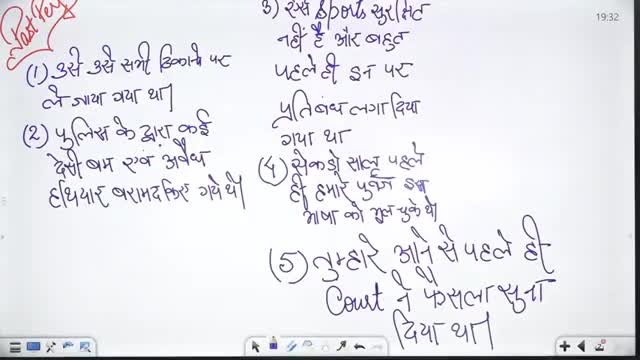 Past Per
19:32
(1) उसे उसे सभी ठिकाने पर
ले जाया गया था।
(2) पुलिस के द्वारा कई
देसी बम एवं अवैध
हथियार बरामद किए गये थे।
3) ऐसे Sports सुरक्षित
नहीं है और बहुत
पहले ही इन पर
प्रतिबंध लगा दिया
गया था
(4) सैकड़ो साल पहले
ही हमारे पूर्वज इस
भाषा को भूल चुके थे।
(5) तुम्हारे आने से पहले ही
Court ने फैसला सुना
दिया था।